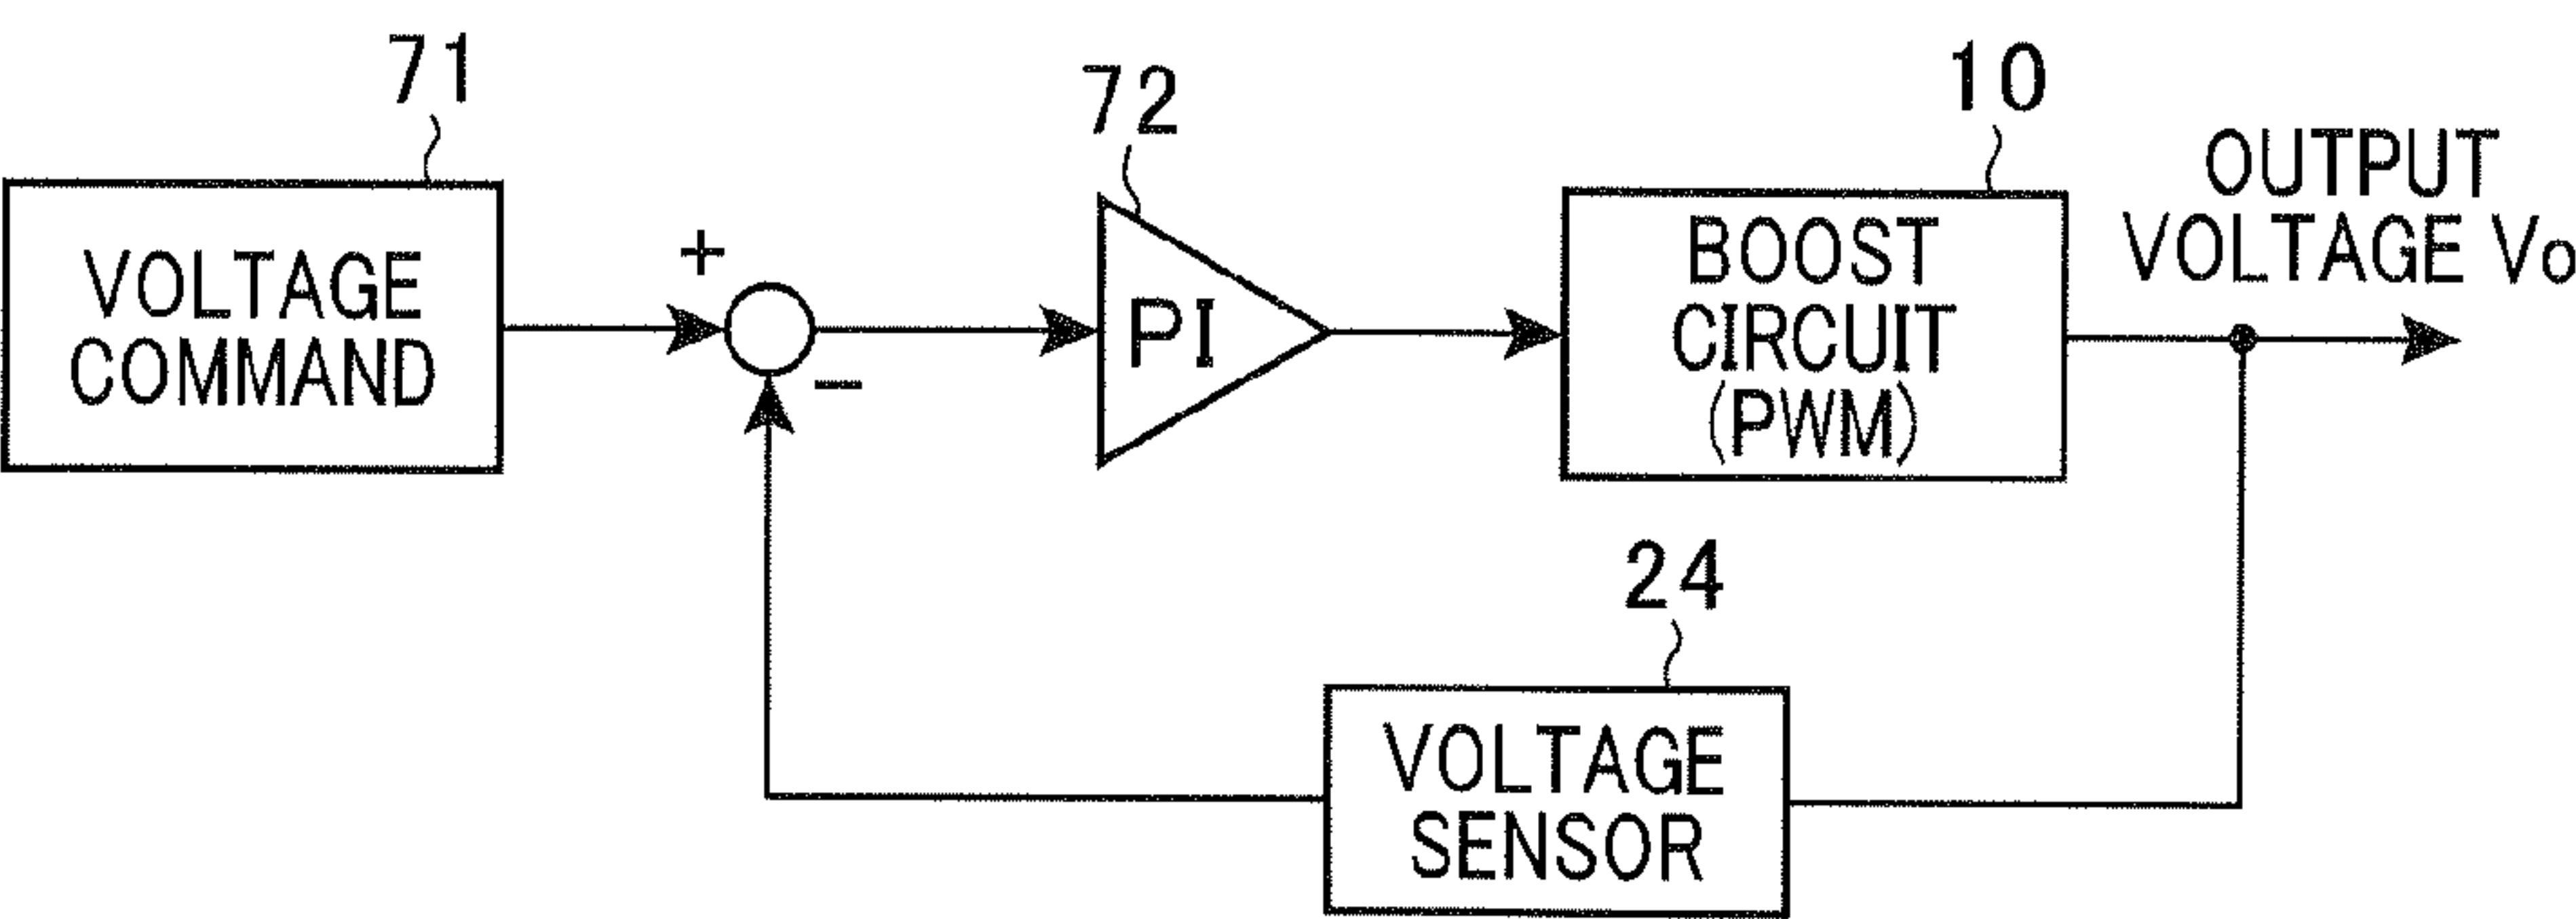 71
VOLTAGE
COMMAND
+
−
72
PI
10
BOOST
CIRCUIT
(PWM)
OUTPUT
VOLTAGE Vo
24
VOLTAGE
SENSOR